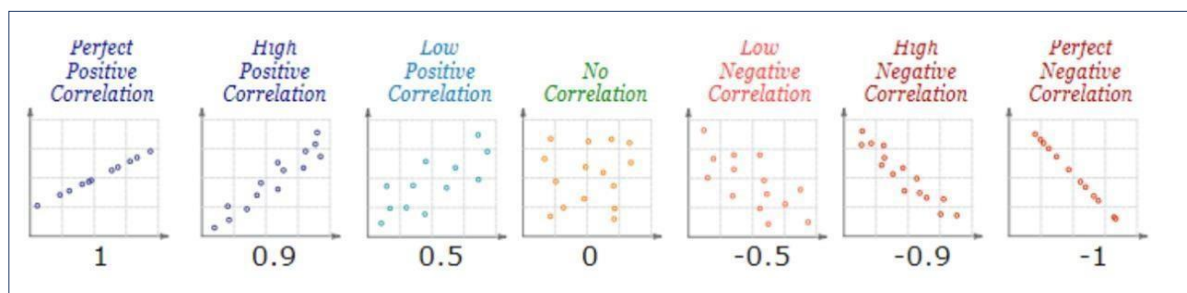 Perfect
Positive
Correlation
High
Positive
Correlation
Low
Positive
Correlation
No
Correlation
Low
Negative
Correlation
High
Negative
Correlation
Perfect
Negative
Correlation
1
0.9
0.5
0
-0.5
-0.9
-1